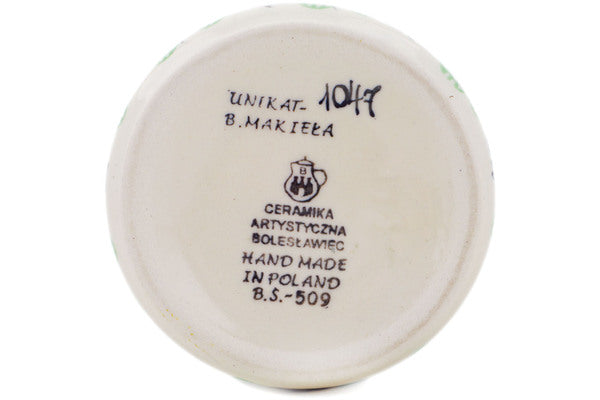 UNIKAT- 1047
B. MAKIEŁA
B
CERAMIKA
ARTYSTYCZNA
BOLESŁAWIEC
HAND MADE
IN POLAND
B.S.-509